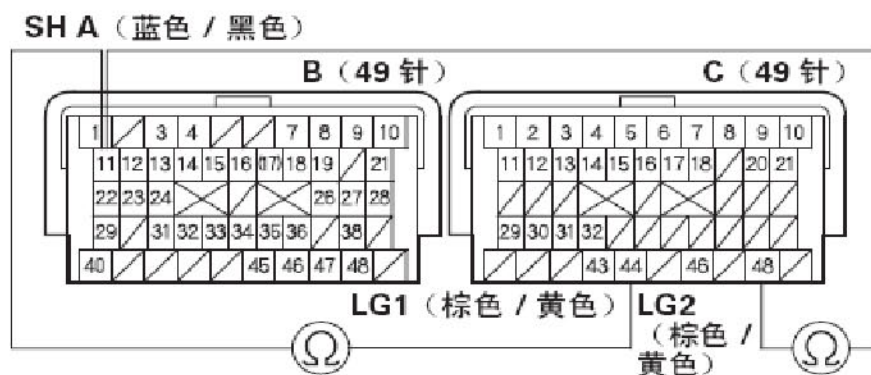 SH A（蓝色 / 黑色）
B（49 针） C（49 针）
1 3 4 7 8 9 10 1 2 3 4 5 6 7 8 9 10
11 12 13 14 15 16 17 18 19 21 11 12 13 14 15 16 17 18 20 21
22 23 24 26 27 28
29 31 32 33 34 35 36 38 29 30 31 32
40 45 46 47 48 43 44 46 48
LG1（棕色 / 黄色） LG2
（棕色 /
黄色）
Ω Ω